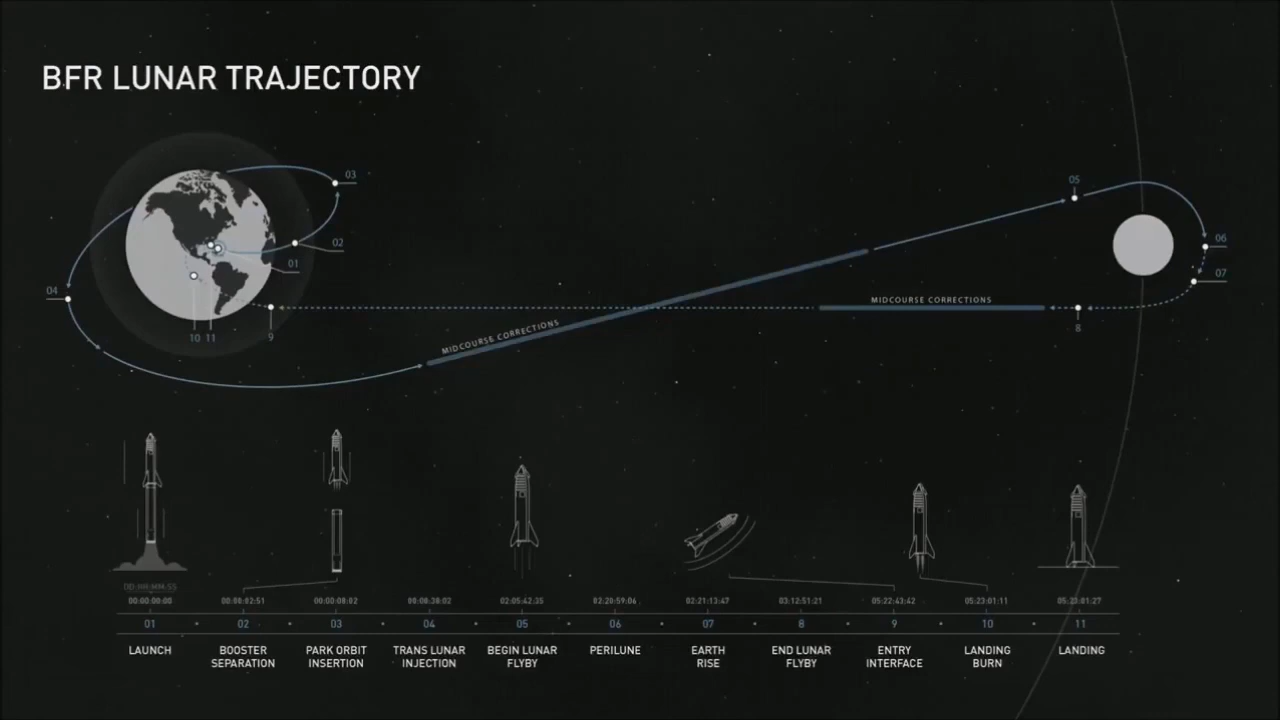 BFR LUNAR TRAJECTORY
03
02
01
04
10 11
9
MIDCOURSE CORRECTIONS
05
06
07
MIDCOURSE CORRECTIONS
8
DD:HH:MM:SS
00:00:00:00 00:00:02:51 00:00:08:02 00:08:38:02 02:05:42:35 02:20:59:06 02:21:13:47 03:12:51:21 05:22:43:42 05:23:01:11 05:23:01:27
01 02 03 04 05 06 07 8 9 10 11
LAUNCH BOOSTER PARK ORBIT TRANS LUNAR BEGIN LUNAR PERILUNE EARTH END LUNAR ENTRY LANDING LANDING
SEPARATION INSERTION INJECTION FLYBY RISE FLYBY INTERFACE BURN